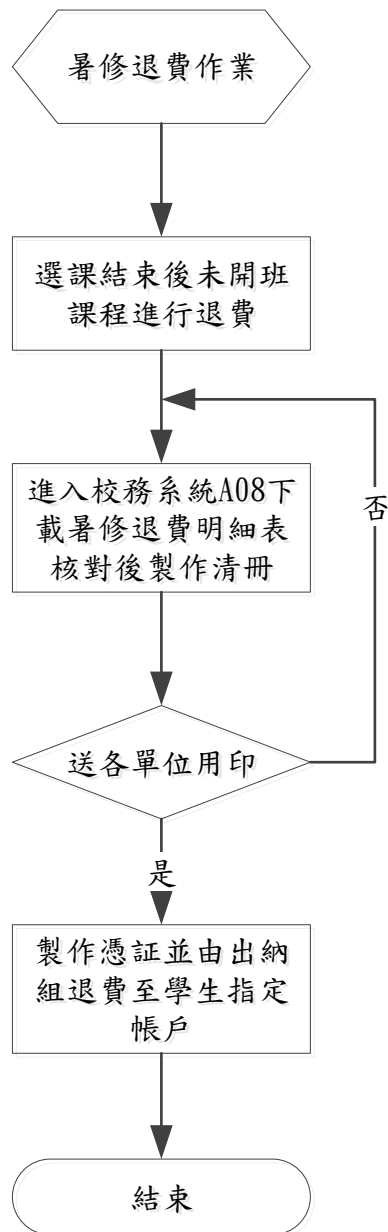 暑修退費作業
選課結束後未開班
課程進行退費
進入校務系統A08下
載暑修退費明細表
核對後製作清冊
否
送各單位用印
是
製作憑証並由出納
組退費至學生指定
帳戶
結束